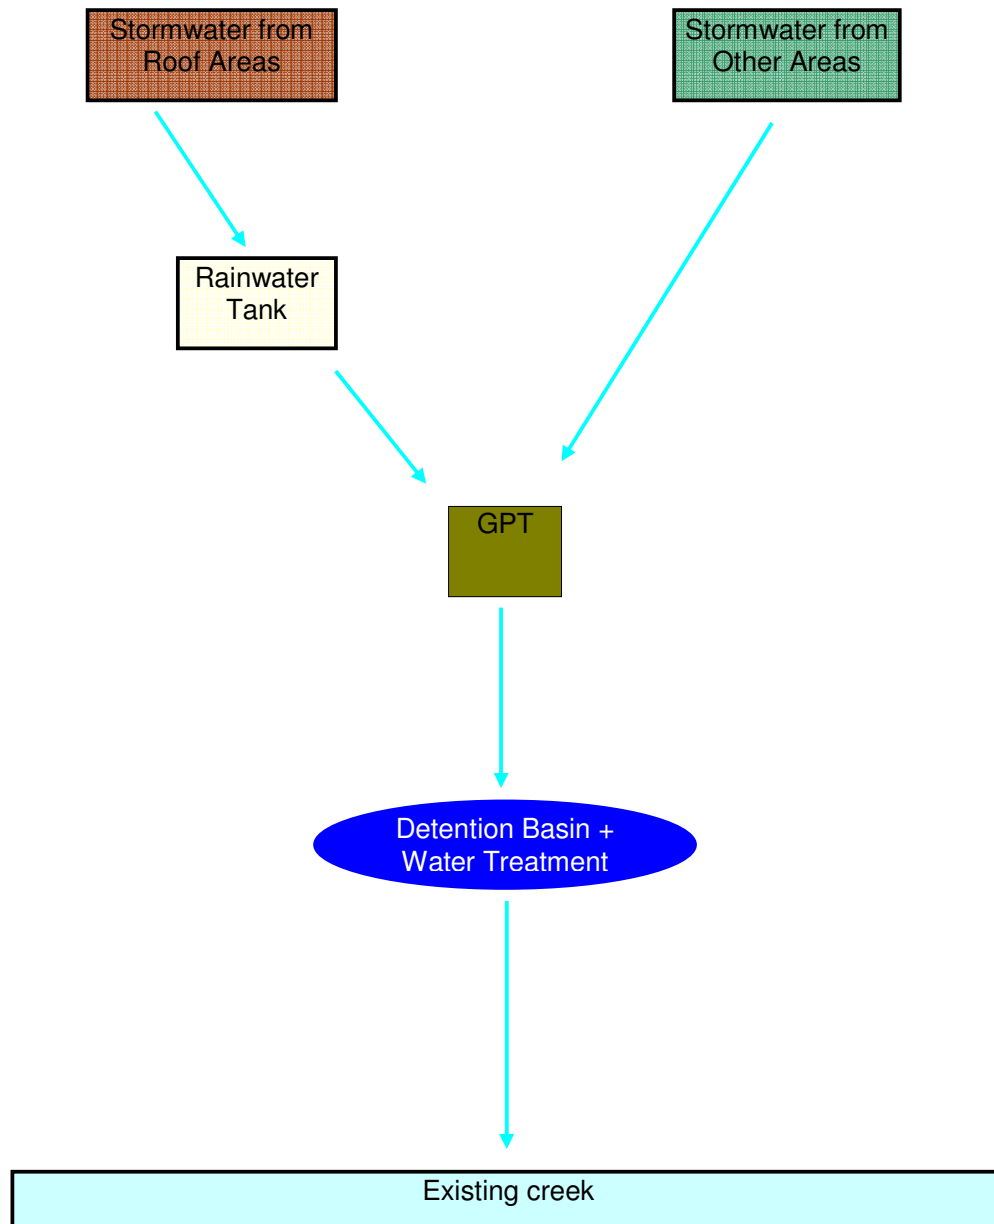 Stormwater from
Roof Areas
Stormwater from
Other Areas
Rainwater
Tank
GPT
Detention Basin +
Water Treatment
Existing creek